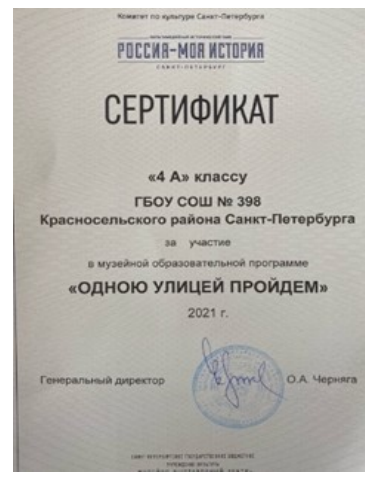 Комитет по культуре Санкт-Петербурга
РОССИЯ-МОЯ ИСТОРИЯ
САНКТ-ПЕТЕРБУРГ
СЕРТИФИКАТ
«4 А» классу
ГБОУ СОШ № 398
Красносельского района Санкт-Петербурга
за участие
в музейной образовательной программе
«ОДНОЮ УЛИЦЕЙ ПРОЙДЕМ»
2021 г.
Генеральный директор О.А. Черняга